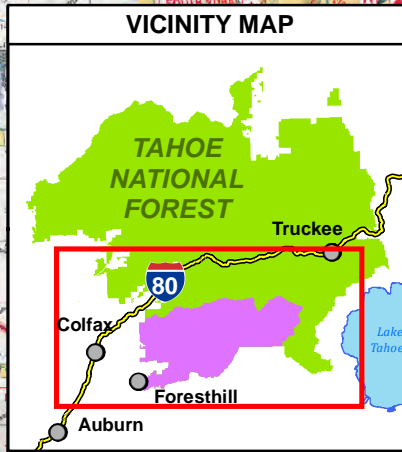 VICINITY MAP
TAHOE
NATIONAL
FOREST
Truckee
80
Colfax
Lake
Tahoe
Foresthill
Auburn